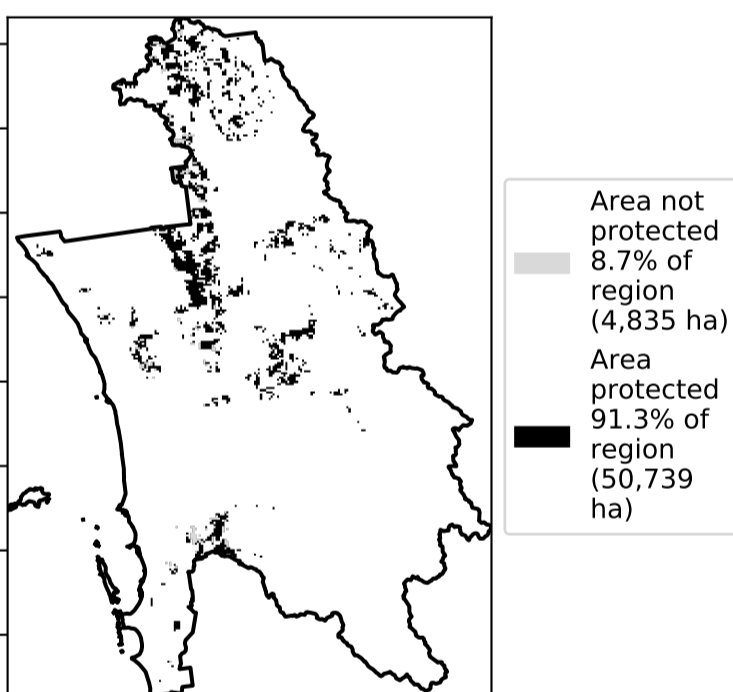 Area not
protected
8.7% of
region
(4,835 ha)
Area
protected
91.3% of
region
(50,739
ha)